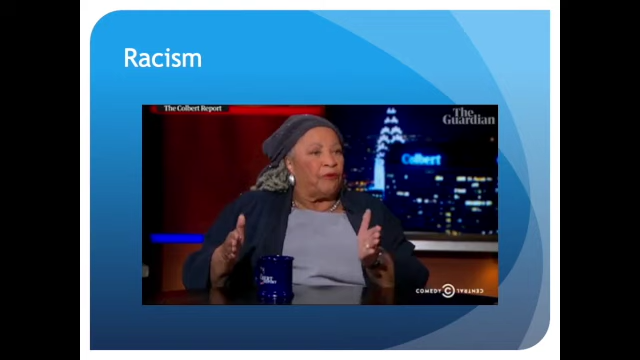 Racism
The Colbert Report
The
Guardian
Colbert
COMEDY CENTRAL